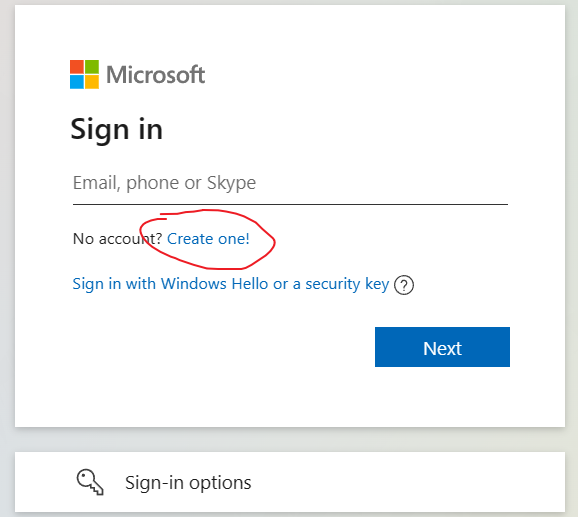 Microsoft
Sign in
Email, phone or Skype
No account? Create one!
Sign in with Windows Hello or a security key ?
Next
Sign-in options